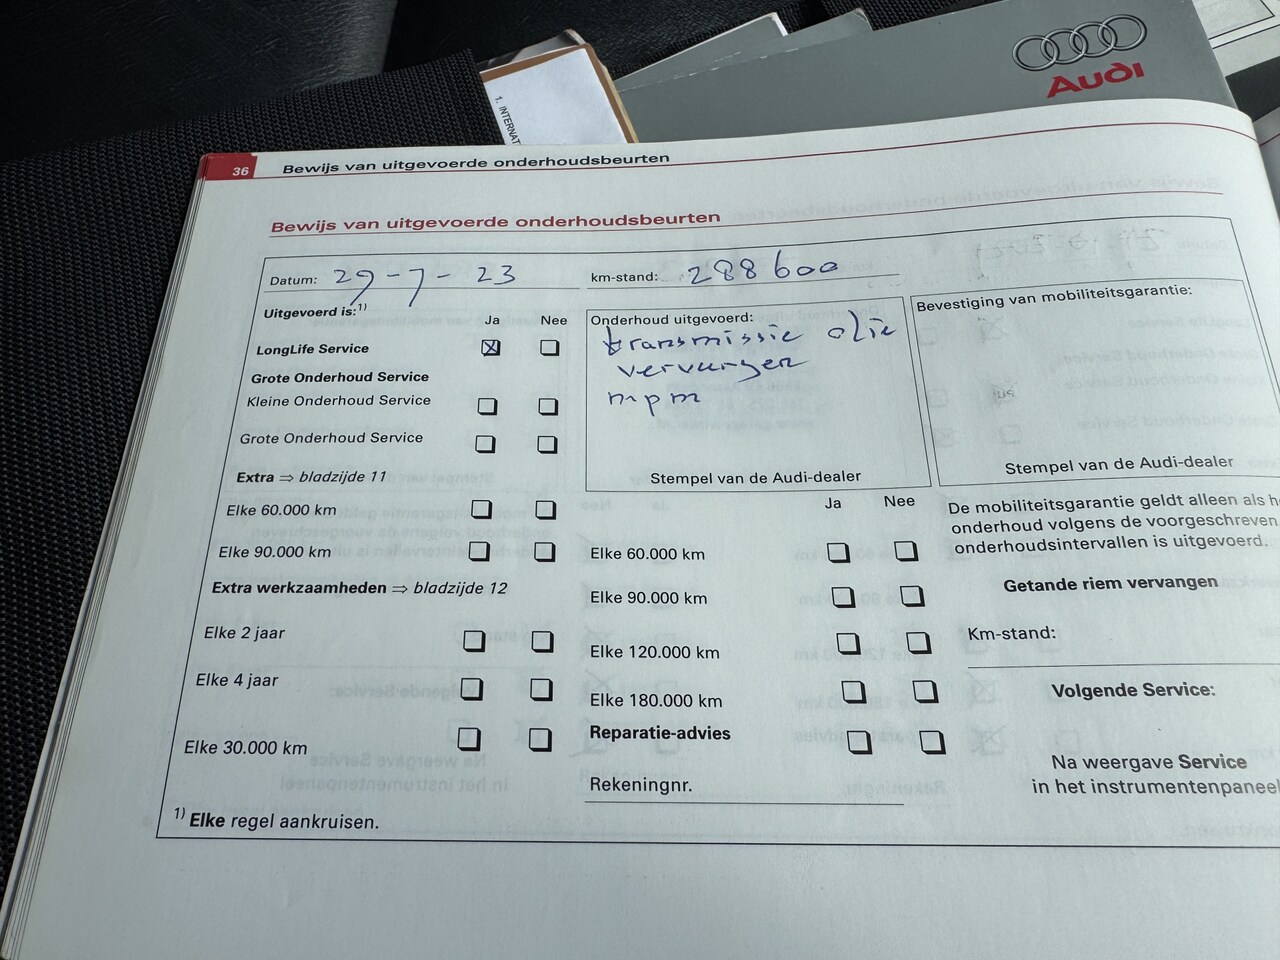 1. INTERNAT
Audi
36 Bewijs van uitgevoerde onderhoudsbeurten
Bewijs van uitgevoerde onderhoudsbeurten
Datum: 29-7-23 km-stand: 288600
Uitgevoerd is:1)
Ja Nee
LongLife Service
Grote Onderhoud Service
Kleine Onderhoud Service
Grote Onderhoud Service
Extra ⇒ bladzijde 11
Elke 60.000 km
Elke 90.000 km
Extra werkzaamheden ⇒ bladzijde 12
Elke 2 jaar
Elke 4 jaar
Elke 30.000 km
1) Elke regel aankruisen.
Onderhoud uitgevoerd:
transmissie olie
vervangen
mpm
Stempel van de Audi-dealer
Ja Nee
Elke 60.000 km
Elke 90.000 km
Elke 120.000 km
Elke 180.000 km
Reparatie-advies
Rekeningnr.
Bevestiging van mobiliteitsgarantie:
Stempel van de Audi-dealer
De mobiliteitsgarantie geldt alleen als h
onderhoud volgens de voorgeschreven
onderhoudsintervallen is uitgevoerd.
Getande riem vervangen
Km-stand:
Volgende Service:
Na weergave Service
in het instrumentenpaneel